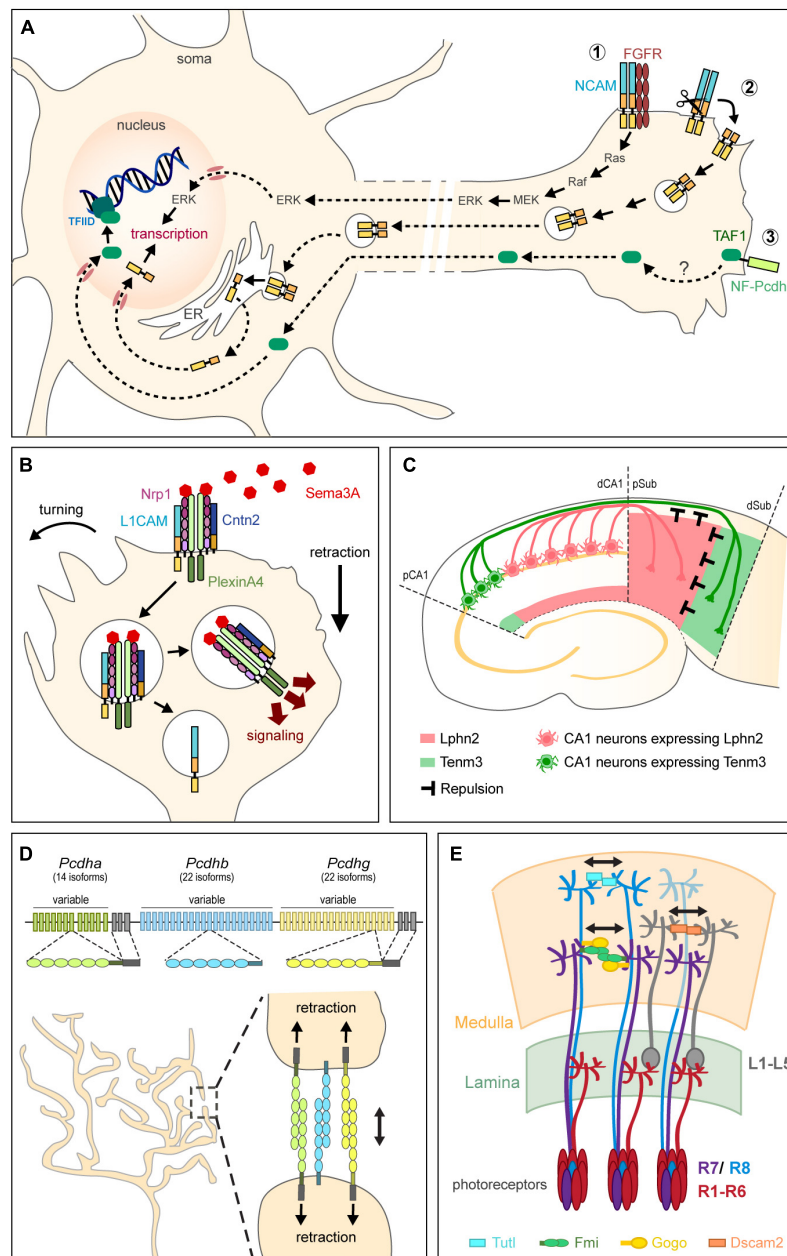 A
soma
nucleus
TFIID
ERK
transcription
ER
ERK
ERK
MEK
Raf
Ras
1
FGFR
NCAM
2
TAF1
3
?
NF-Pcdh
B
Nrp1
Sema3A
L1CAM
Cntn2
turning
retraction
PlexinA4
signaling
C
dCA1
pSub
dSub
pCA1
Lphn2
CA1 neurons expressing Lphn2
Tenm3
CA1 neurons expressing Tenm3
Repulsion
D
Pcdha
(14 isoforms)
Pcdhb
(22 isoforms)
Pcdhg
(22 isoforms)
variable
variable
variable
retraction
retraction
E
Medulla
Lamina
L1-L5
R7/ R8
R1-R6
photoreceptors
Tutl
Fmi
Gogo
Dscam2